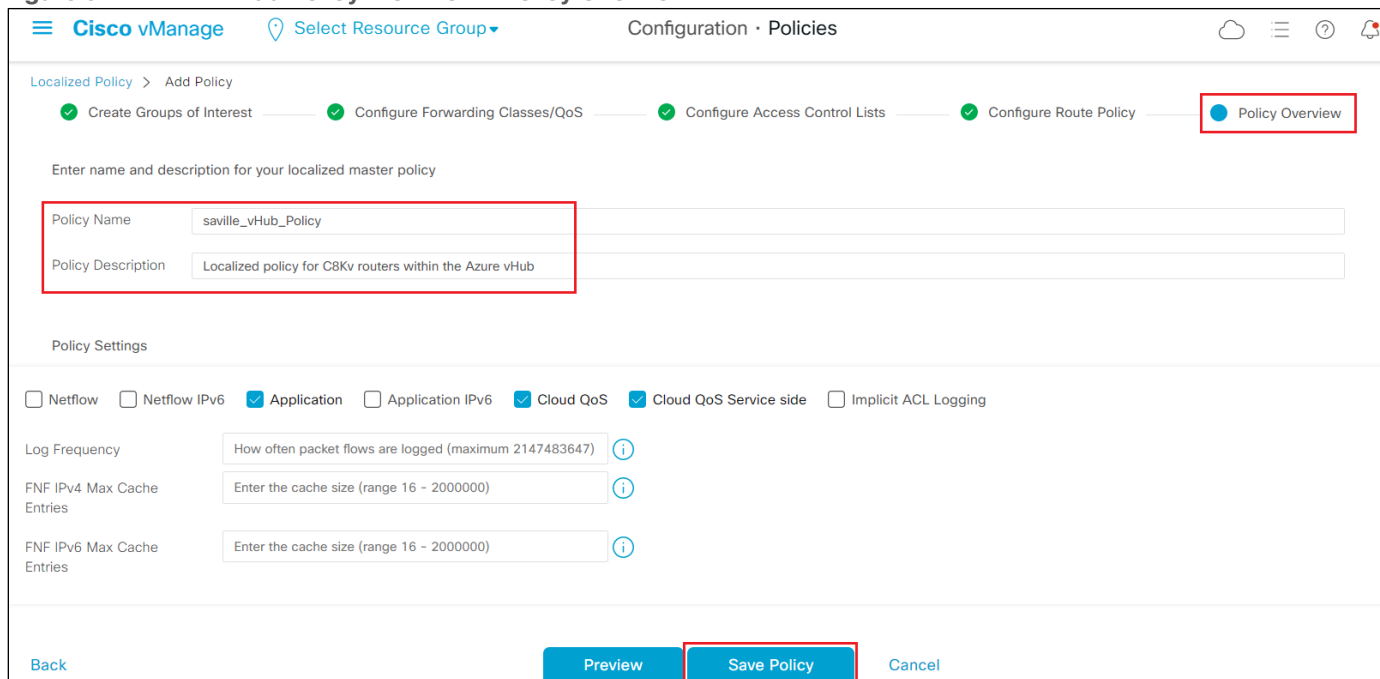 Cisco vManage Select Resource Group Configuration · Policies
Localized Policy > Add Policy
Create Groups of Interest Configure Forwarding Classes/QoS Configure Access Control Lists Configure Route Policy Policy Overview
Enter name and description for your localized master policy
Policy Name saville_vHub_Policy
Policy Description Localized policy for C8Kv routers within the Azure vHub
Policy Settings
Netflow Netflow IPv6 Application Application IPv6 Cloud QoS Cloud QoS Service side Implicit ACL Logging
Log Frequency How often packet flows are logged (maximum 2147483647)
FNF IPv4 Max Cache Enter the cache size (range 16 - 2000000)
Entries
FNF IPv6 Max Cache Enter the cache size (range 16 - 2000000)
Entries
Back Preview Save Policy Cancel